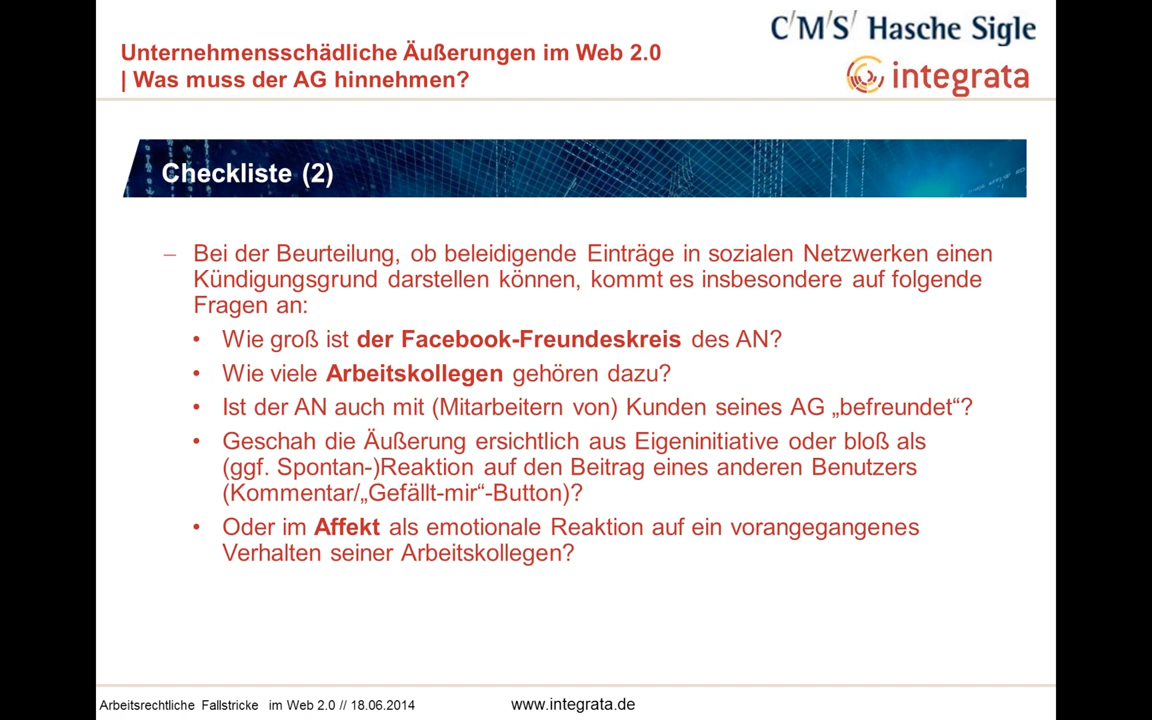 C/M/S/ Hasche Sigle
Unternehmensschädliche Äußerungen im Web 2.0
| Was muss der AG hinnehmen?
integrata
Checkliste (2)
– Bei der Beurteilung, ob beleidigende Einträge in sozialen Netzwerken einen
Kündigungsgrund darstellen können, kommt es insbesondere auf folgende
Fragen an:
• Wie groß ist der Facebook-Freundeskreis des AN?
• Wie viele Arbeitskollegen gehören dazu?
• Ist der AN auch mit (Mitarbeitern von) Kunden seines AG „befreundet“?
• Geschah die Äußerung ersichtlich aus Eigeninitiative oder bloß als
(ggf. Spontan-)Reaktion auf den Beitrag eines anderen Benutzers
(Kommentar/„Gefällt-mir“-Button)?
• Oder im Affekt als emotionale Reaktion auf ein vorangegangenes
Verhalten seiner Arbeitskollegen?
Arbeitsrechtliche Fallstricke im Web 2.0 // 18.06.2014
www.integrata.de